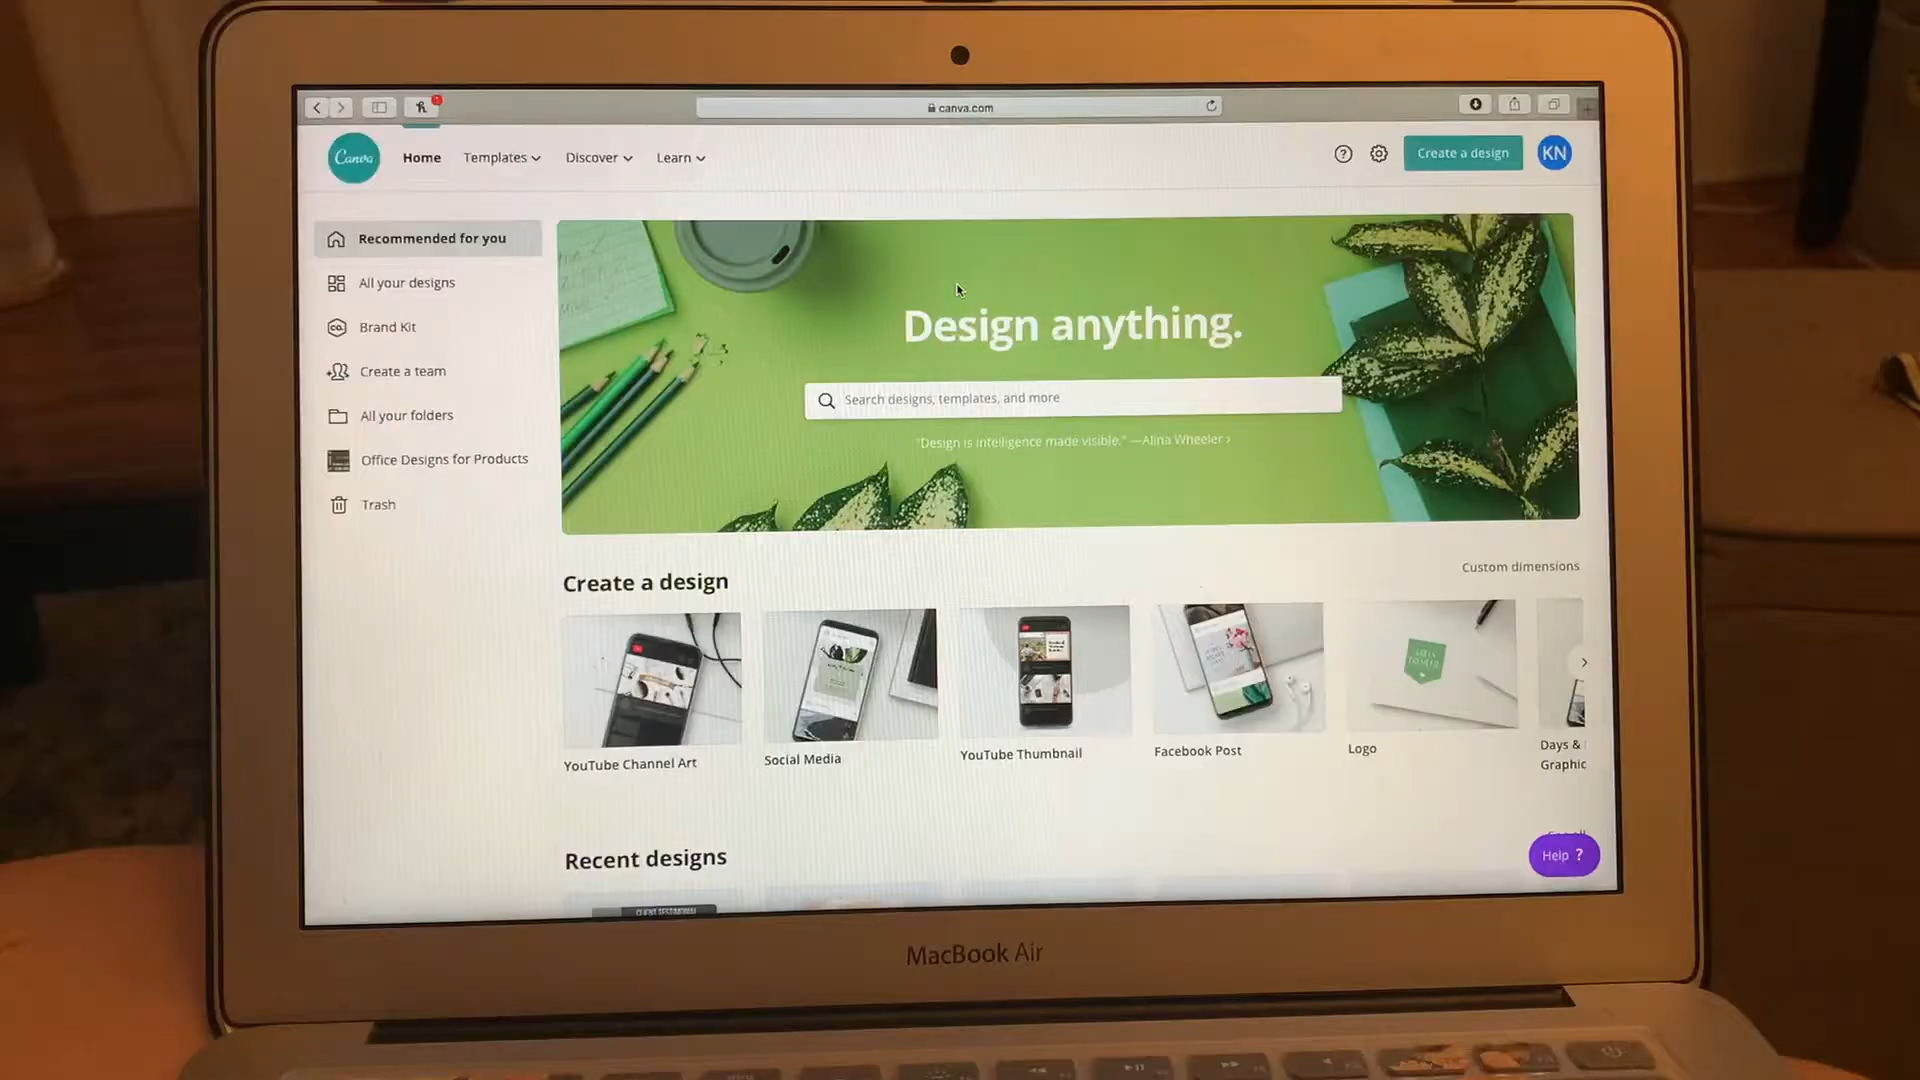 canva.com
Canva
Home
Templates
Discover
Learn
Create a design
KN
Recommended for you
All your designs
Brand Kit
Create a team
All your folders
Office Designs for Products
Trash
Design anything.
Search designs, templates, and more
"Design is intelligence made visible." —Alina Wheeler ›
Create a design
Custom dimensions
YouTube Channel Art
Social Media
YouTube Thumbnail
Facebook Post
Logo
Days &
Graphic
Recent designs
CLIENT TESTIMONIAL
Help ?
MacBook Air